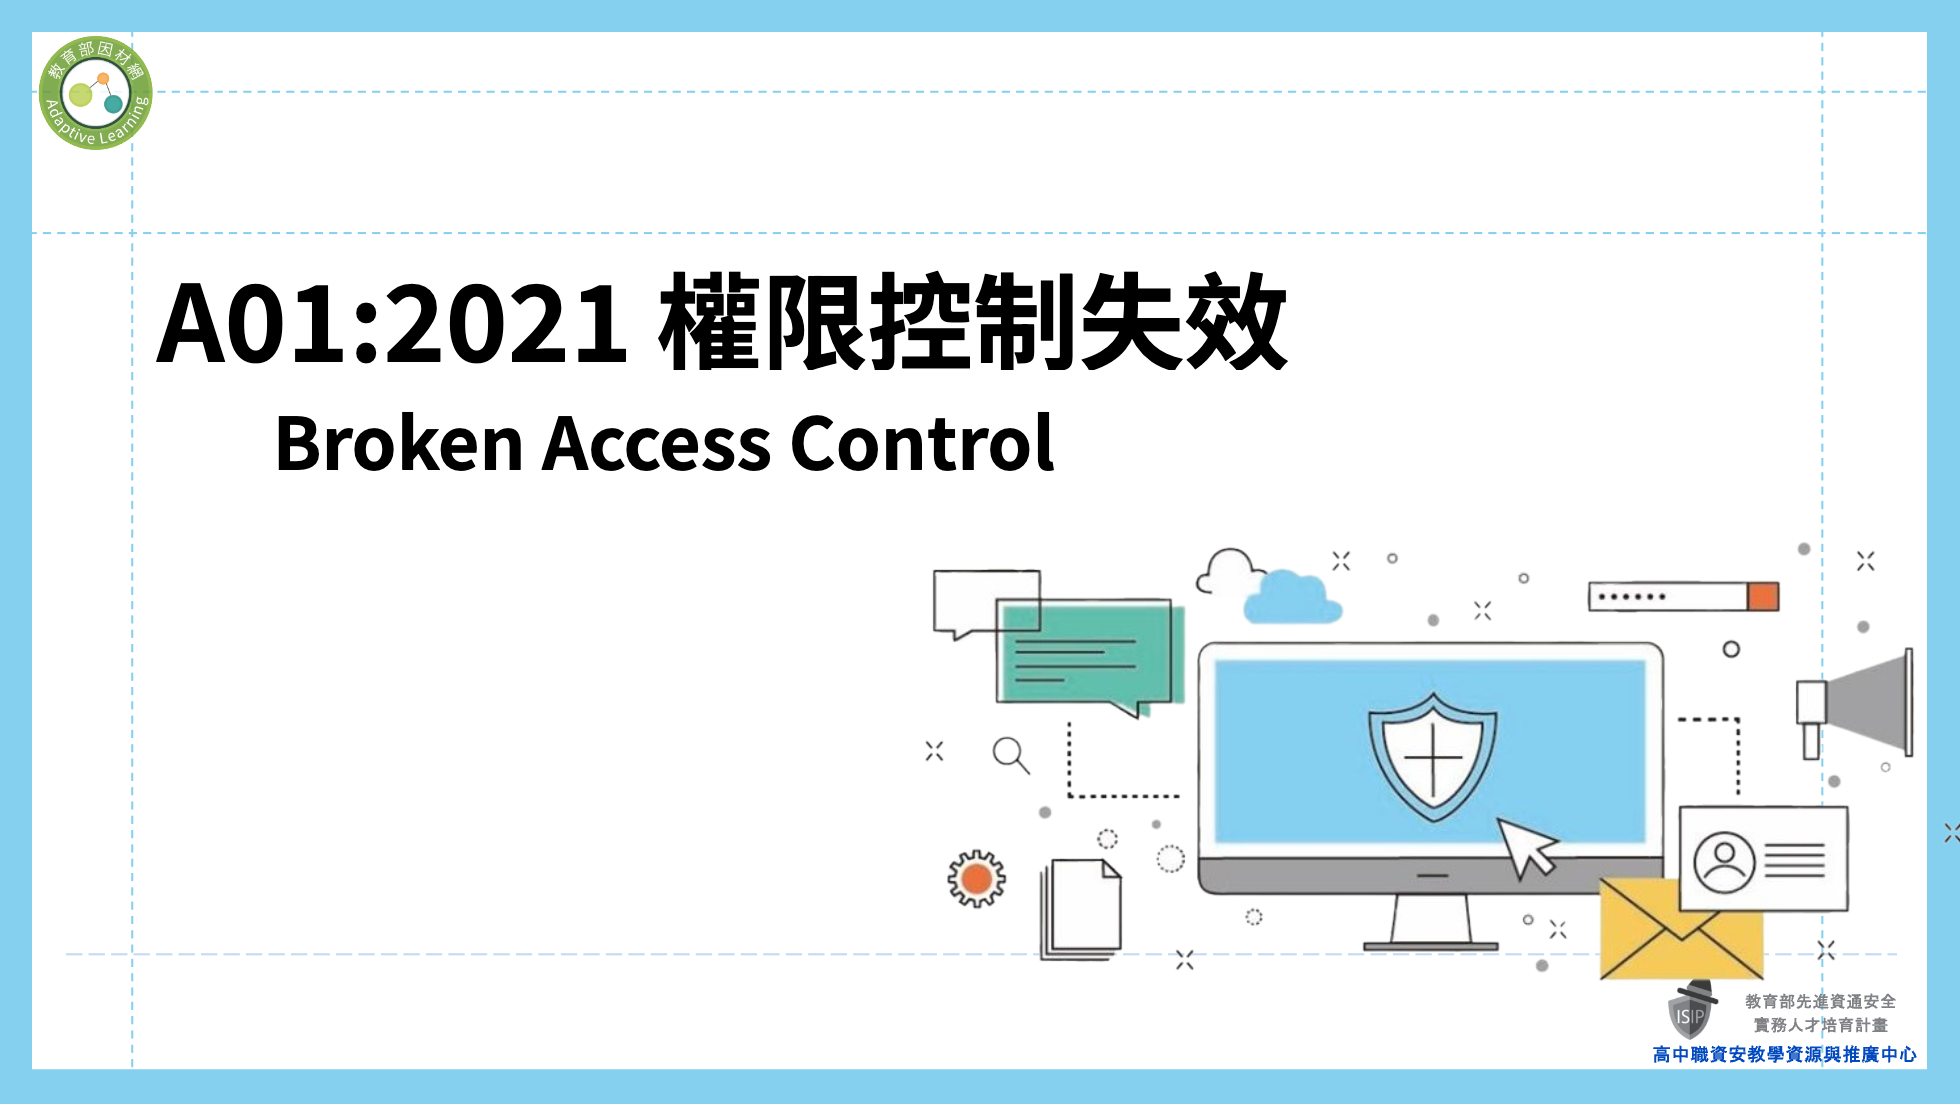 教育部因材網
Adaptive Learning
A01:2021 權限控制失效
Broken Access Control
ISIP
教育部先進資通安全
實務人才培育計畫
高中職資安教學資源與推廣中心